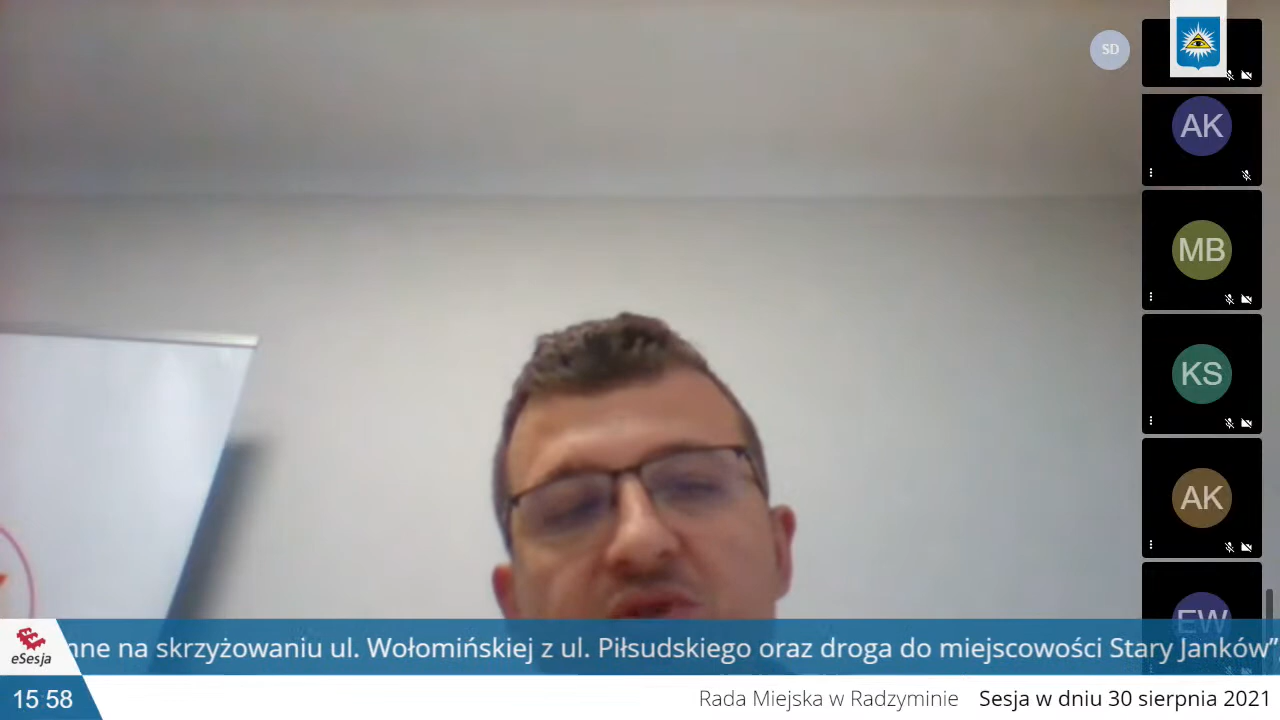 SD
AK
MB
KS
AK
EW
nne na skrzyżowaniu ul. Wołomińskiej z ul. Piłsudskiego oraz droga do miejscowości Stary Janków”
eSesja
15 58
Rada Miejska w Radzyminie Sesja w dniu 30 sierpnia 2021